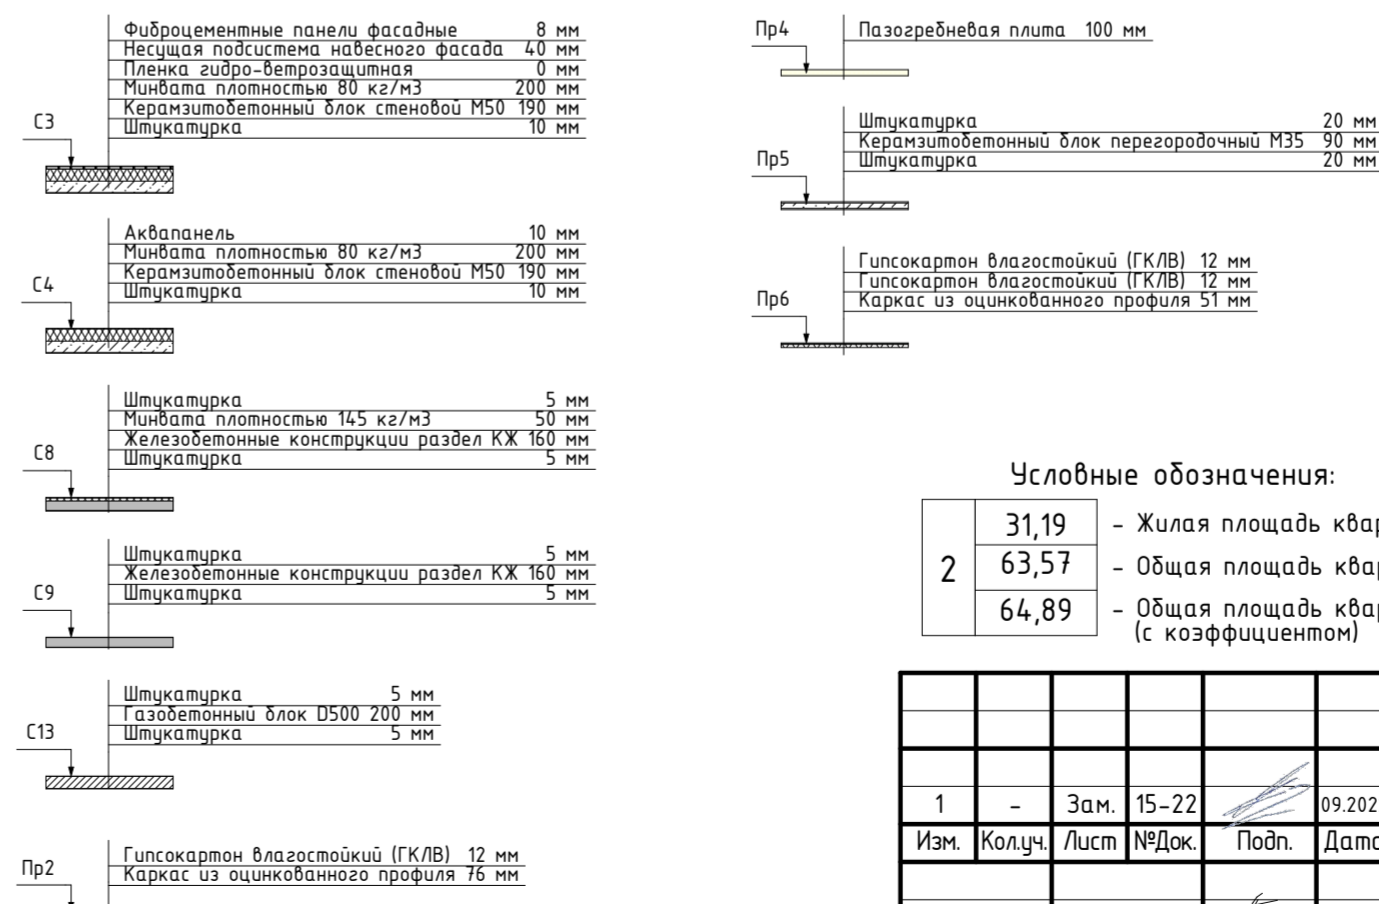 Фиброцементные панели фасадные 8 мм
Несущая подсистема навесного фасада 40 мм
Пленка гидро-ветрозащитная 0 мм
Минвата плотностью 80 кг/м3 200 мм
Керамзитобетонный блок стеновой М50 190 мм
Штукатурка 10 мм
С3
Аквапанель 10 мм
Минвата плотностью 80 кг/м3 200 мм
Керамзитобетонный блок стеновой М50 190 мм
Штукатурка 10 мм
С4
Штукатурка 5 мм
Минвата плотностью 145 кг/м3 50 мм
Железобетонные конструкции раздел КЖ 160 мм
Штукатурка 5 мм
С8
Штукатурка 5 мм
Железобетонные конструкции раздел КЖ 160 мм
Штукатурка 5 мм
С9
Штукатурка 5 мм
Газобетонный блок D500 200 мм
Штукатурка 5 мм
С13
Гипсокартон влагостойкий (ГКЛВ) 12 мм
Каркас из оцинкованного профиля 76 мм
Пр2
Пр4
Пазогребневая плита 100 мм
Штукатурка 20 мм
Керамзитобетонный блок перегородочный М35 90 мм
Штукатурка 20 мм
Пр5
Гипсокартон влагостойкий (ГКЛВ) 12 мм
Гипсокартон влагостойкий (ГКЛВ) 12 мм
Каркас из оцинкованного профиля 51 мм
Пр6
Условные обозначения:
31,19 - Жилая площадь квар
2 63,57 - Общая площадь квар
64,89 - Общая площадь квар
(с коэффициентом)
1 - Зам. 15-22 09.202
Изм. Кол.уч. Лист №Док. Подп. Дата